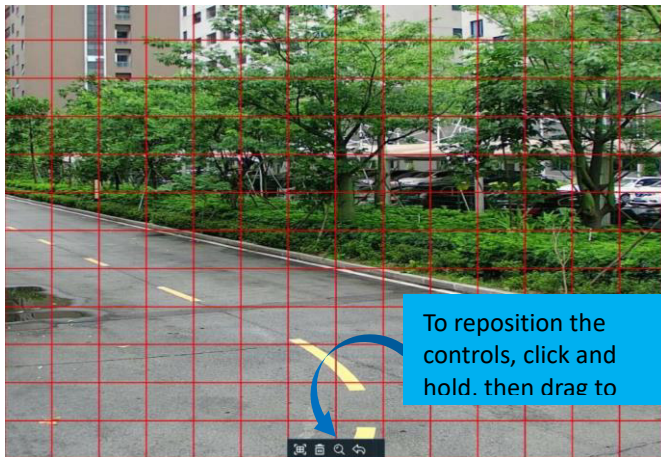 To reposition the
controls, click and
hold, then drag to